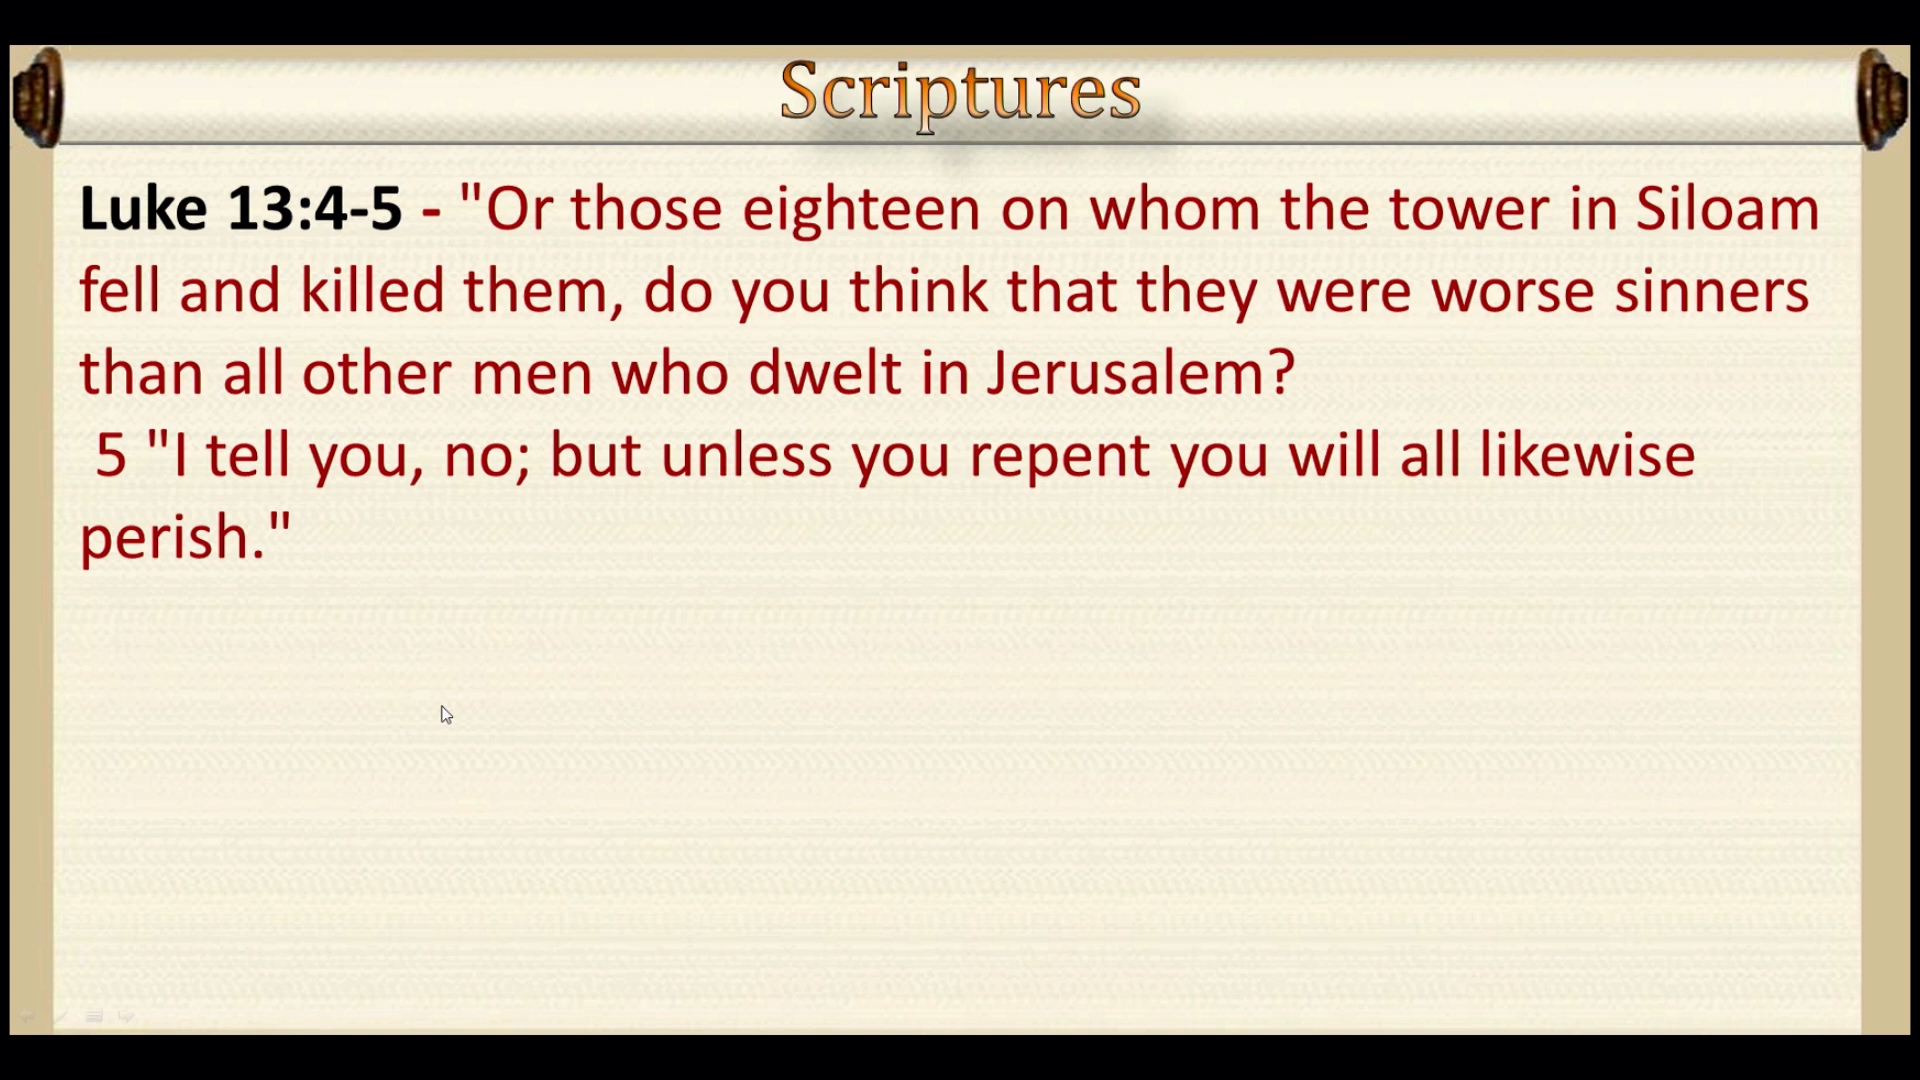 Scriptures
Luke 13:4-5 - "Or those eighteen on whom the tower in Siloam
fell and killed them, do you think that they were worse sinners
than all other men who dwelt in Jerusalem?
5 "I tell you, no; but unless you repent you will all likewise
perish."